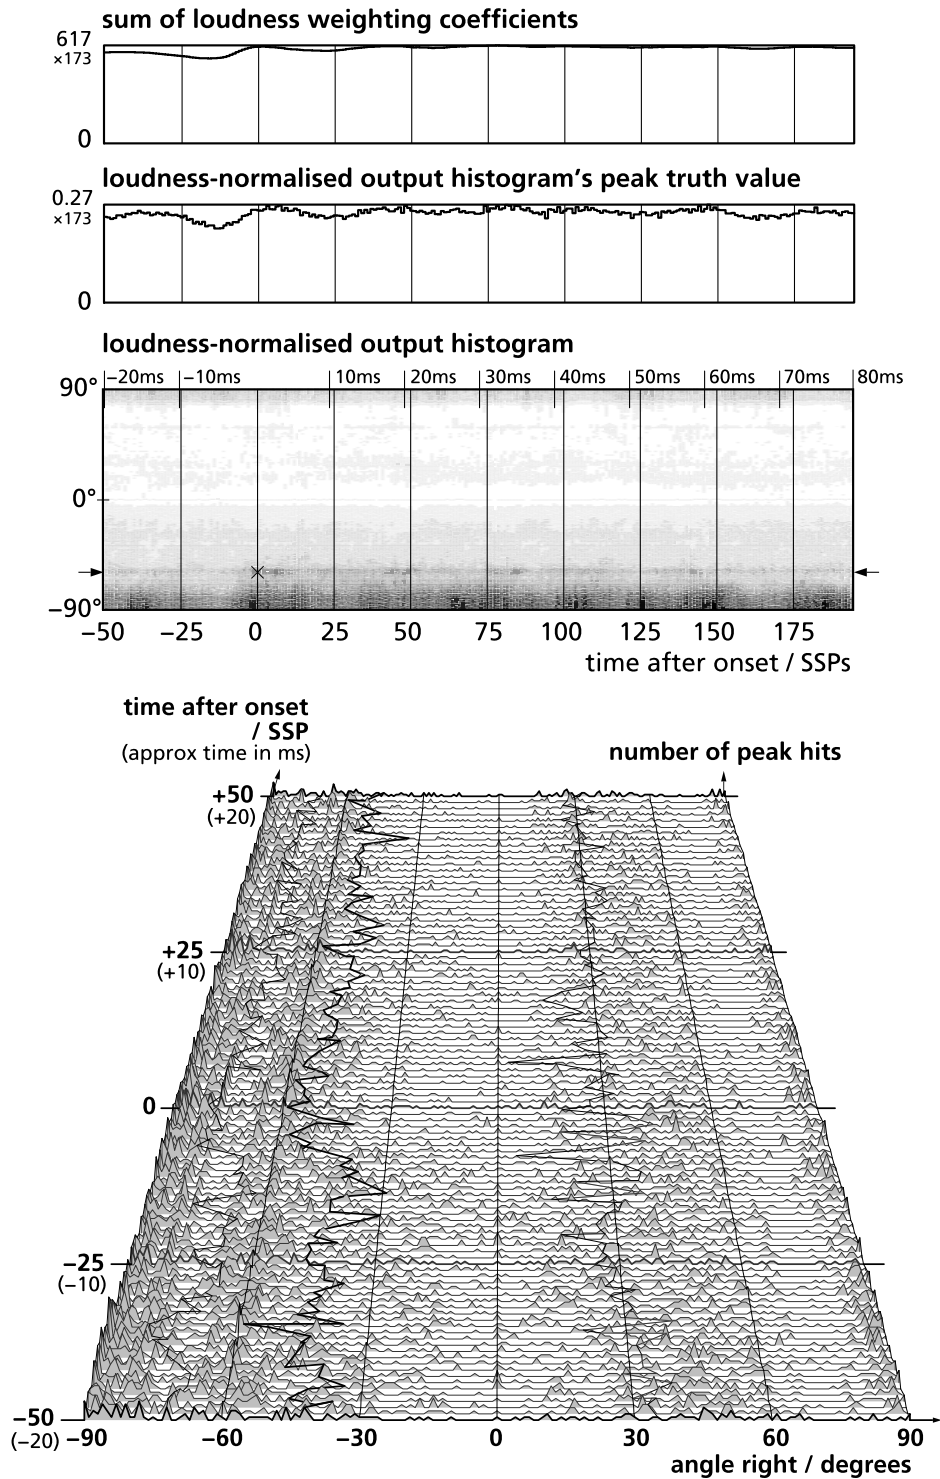 sum of loudness weighting coefficients
617
×173
0
loudness-normalised output histogram’s peak truth value
0.27
×173
0
loudness-normalised output histogram
−20ms −10ms 10ms 20ms 30ms 40ms 50ms 60ms 70ms 80ms
90°
0°
−90°
−50 −25 0 25 50 75 100 125 150 175
time after onset / SSPs
time after onset
/ SSP
(approx time in ms)
number of peak hits
+50
(+20)
+25
(+10)
0
−25
(−10)
−50
(−20) −90 −60 −30 0 30 60 90
angle right / degrees